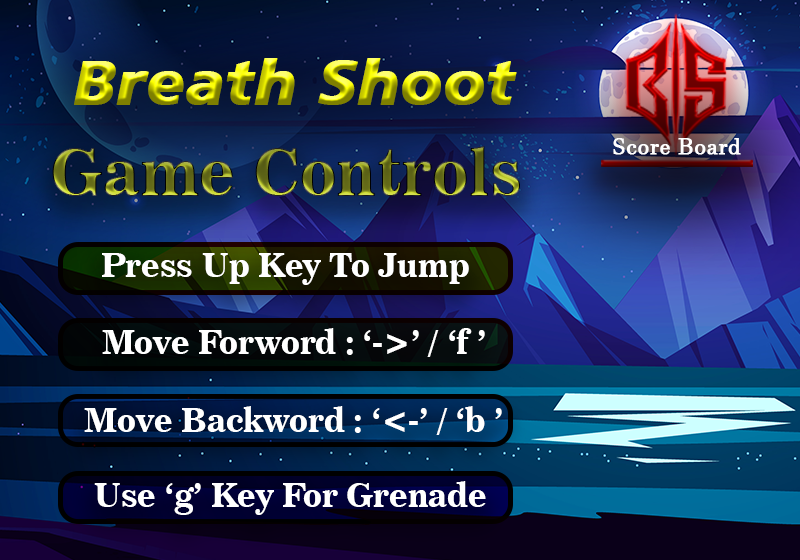 Breath Shoot
BTS
Score Board
Game Controls
Press Up Key To Jump
Move Forword : ‘->’ / ‘f ’
Move Backword : ‘<-’ / ‘b ’
Use ‘g’ Key For Grenade